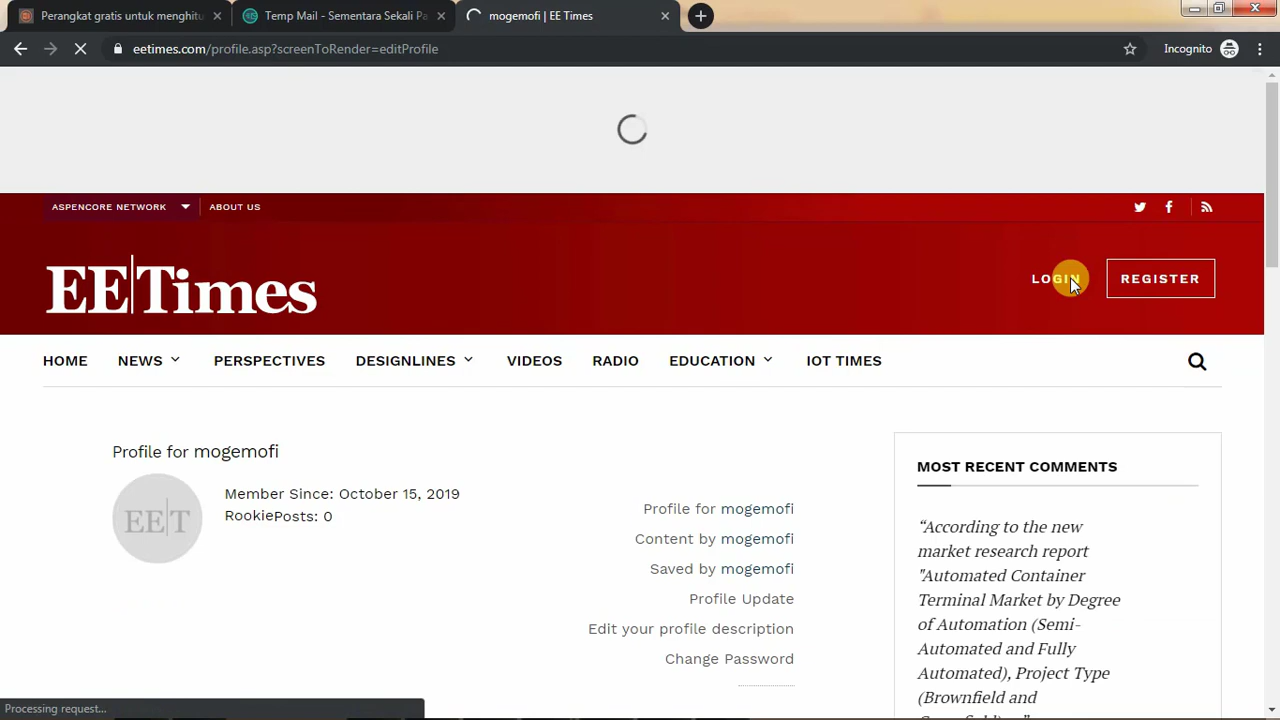 Perangkat gratis untuk menghitu
Temp Mail - Sementara Sekali Pa
mogemofi | EE Times
eetimes.com/profile.asp?screenToRender=editProfile
Incognito
ASPENCORE NETWORK
ABOUT US
EE|Times
LOGIN
REGISTER
HOME
NEWS
PERSPECTIVES
DESIGNLINES
VIDEOS
RADIO
EDUCATION
IOT TIMES
Profile for mogemofi
EE|T
Member Since: October 15, 2019
RookiePosts: 0
Profile for mogemofi
Content by mogemofi
Saved by mogemofi
Profile Update
Edit your profile description
Change Password
MOST RECENT COMMENTS
“According to the new
market research report
"Automated Container
Terminal Market by Degree
of Automation (Semi-
Automated and Fully
Automated), Project Type
(Brownfield and
Processing request...